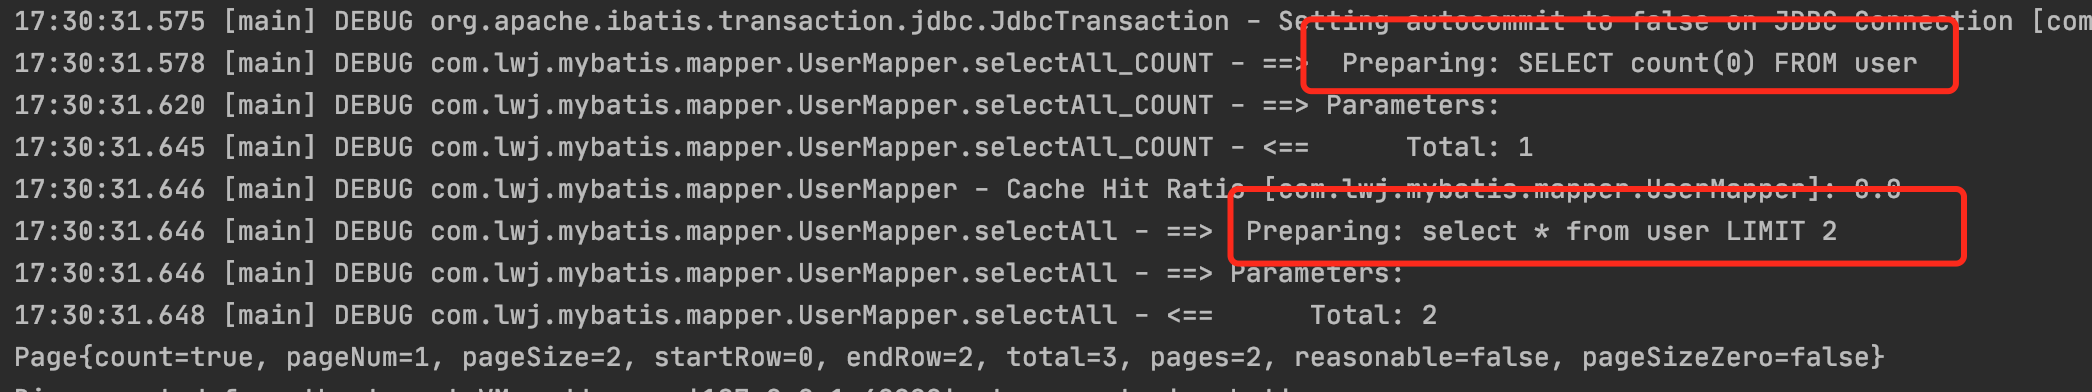 17:30:31.575 [main] DEBUG org.apache.ibatis.transaction.jdbc.JdbcTransaction - Setting autocommit to false on JDBC Connection [com
17:30:31.578 [main] DEBUG com.lwj.mybatis.mapper.UserMapper.selectAll_COUNT - ==>  Preparing: SELECT count(0) FROM user
17:30:31.620 [main] DEBUG com.lwj.mybatis.mapper.UserMapper.selectAll_COUNT - ==> Parameters:
17:30:31.645 [main] DEBUG com.lwj.mybatis.mapper.UserMapper.selectAll_COUNT - <==      Total: 1
17:30:31.646 [main] DEBUG com.lwj.mybatis.mapper.UserMapper - Cache Hit Ratio [com.lwj.mybatis.mapper.UserMapper]: 0.0
17:30:31.646 [main] DEBUG com.lwj.mybatis.mapper.UserMapper.selectAll - ==>  Preparing: select * from user LIMIT 2
17:30:31.646 [main] DEBUG com.lwj.mybatis.mapper.UserMapper.selectAll - ==> Parameters:
17:30:31.648 [main] DEBUG com.lwj.mybatis.mapper.UserMapper.selectAll - <==      Total: 2
Page{count=true, pageNum=1, pageSize=2, startRow=0, endRow=2, total=3, pages=2, reasonable=false, pageSizeZero=false}